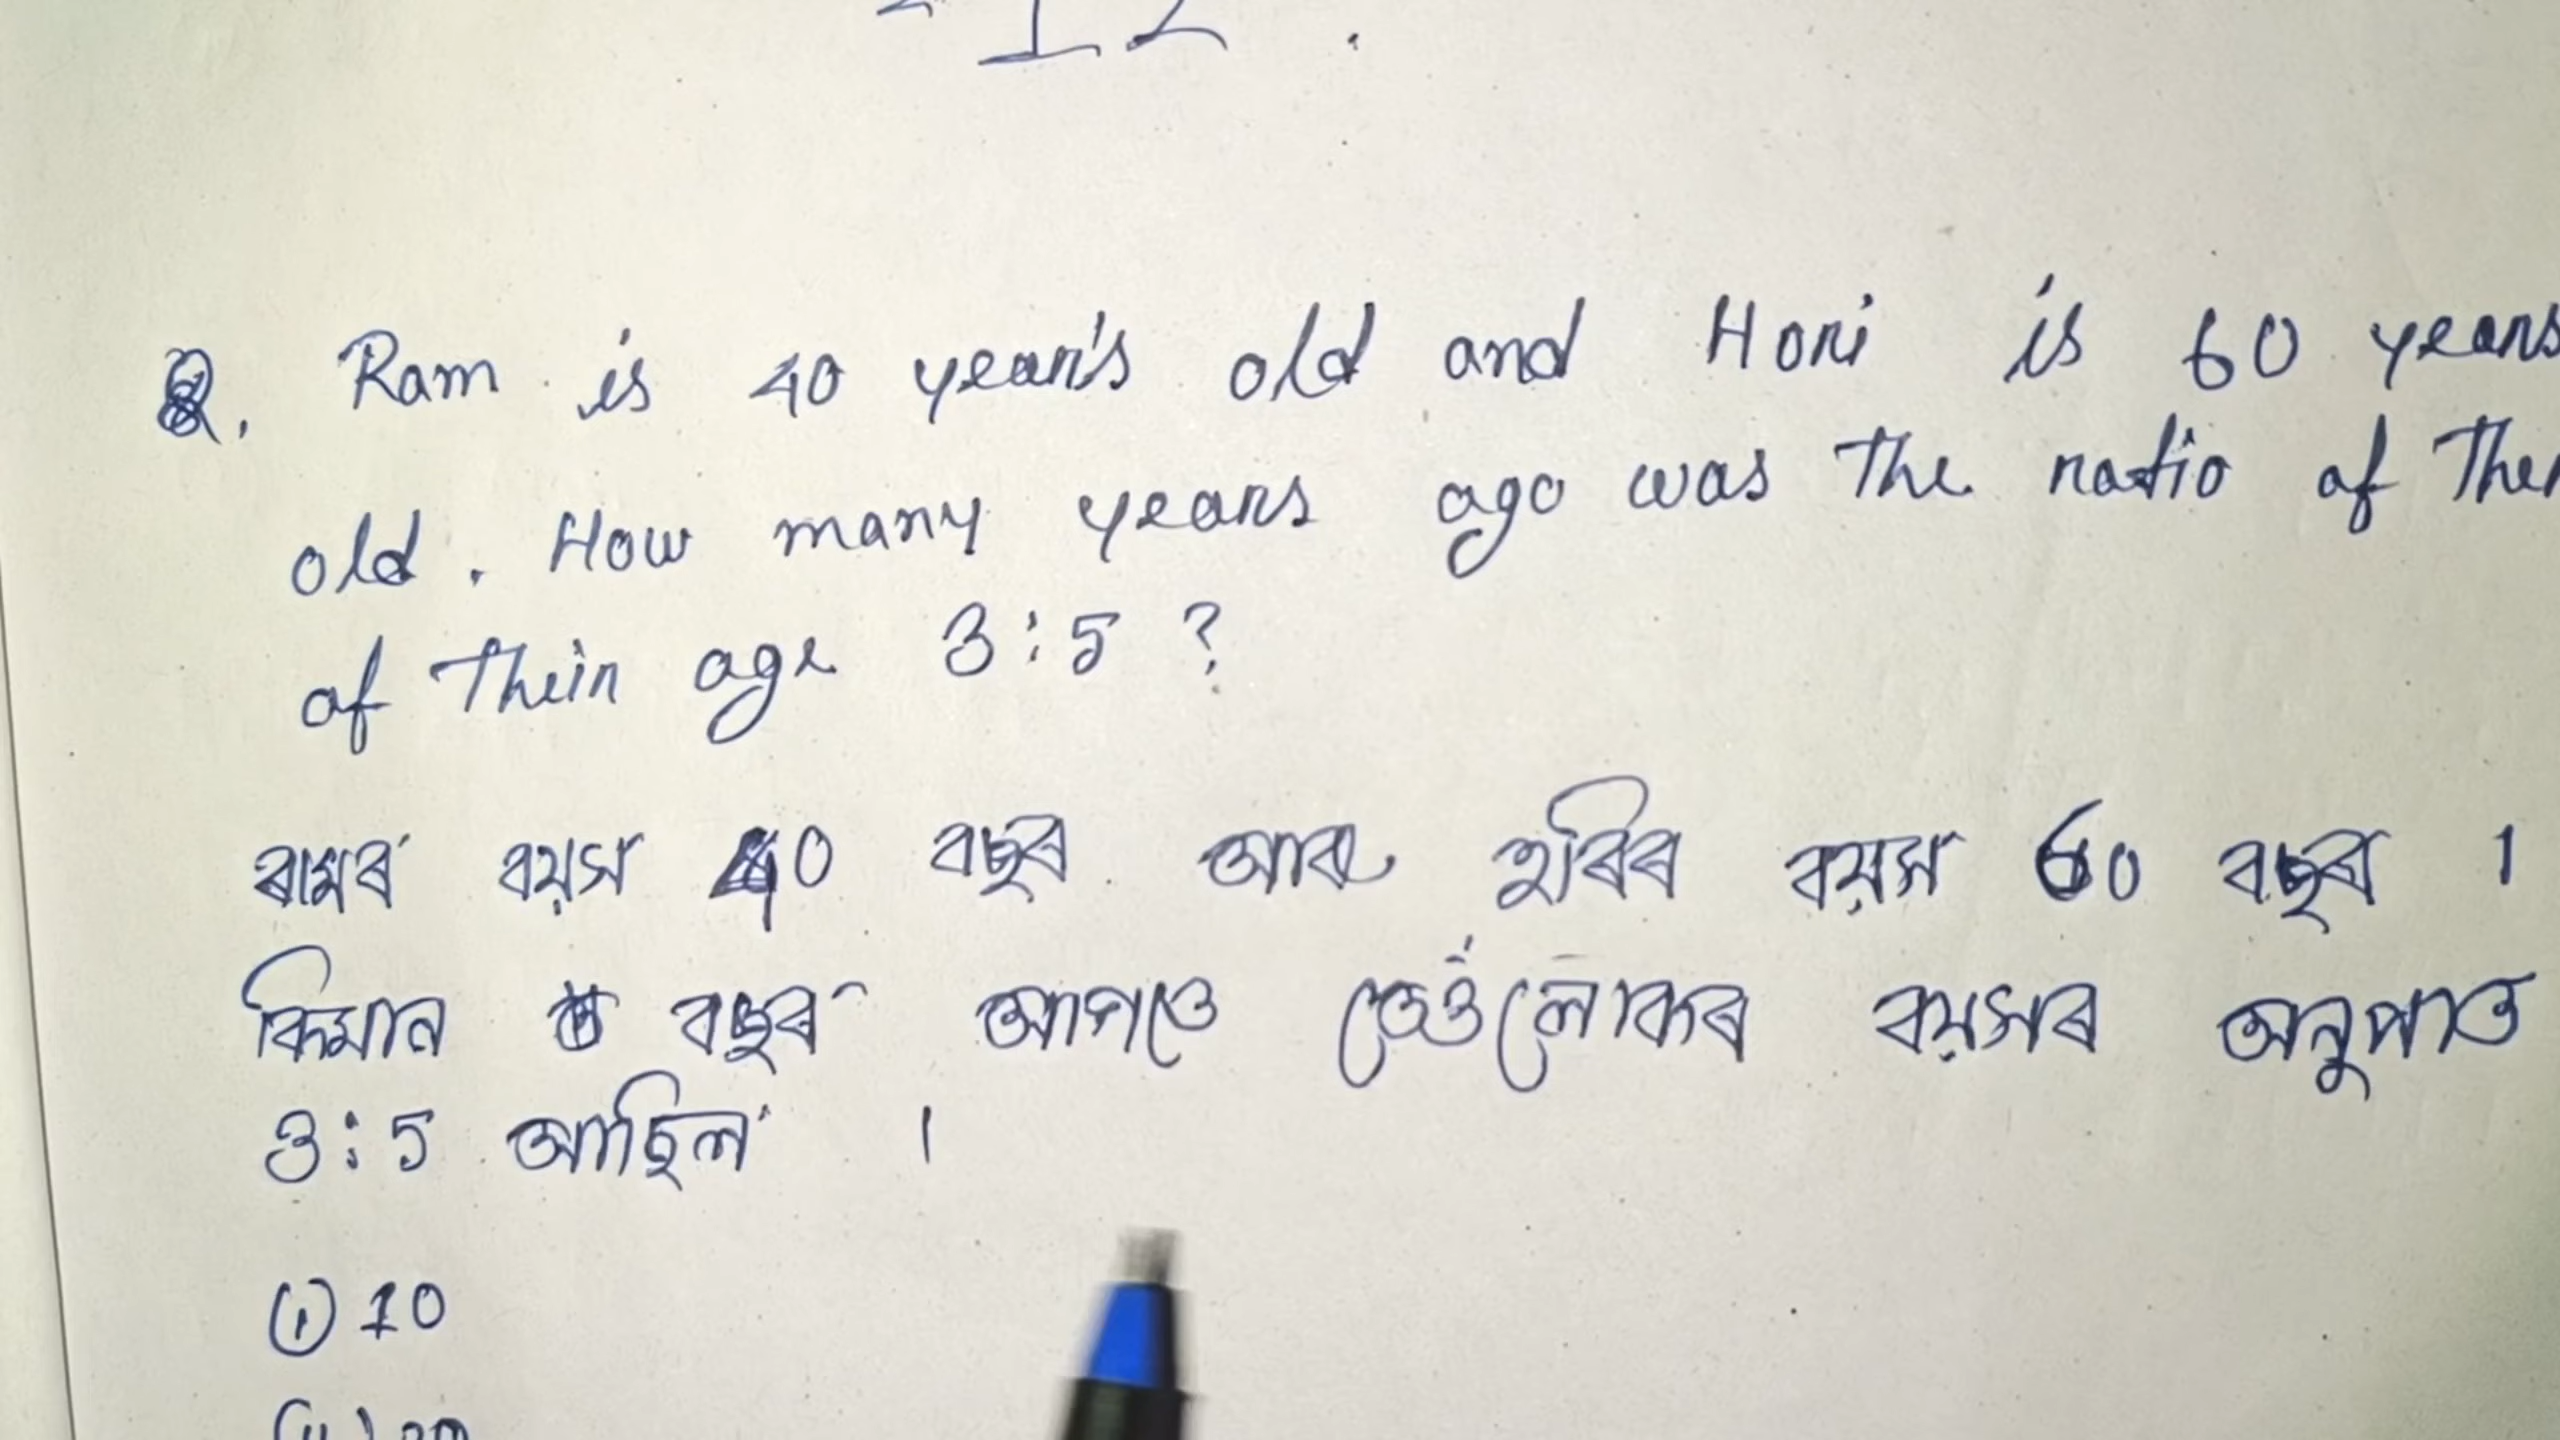 12.
Q. Ram is 40 year's old and Hori is 60 years
old. How many years ago was the ratio of
of their age 3:5 ?
ৰামৰ বয়স 40 বছৰ আৰু হৰিৰ বয়স 60 বছৰ ।
কিমান বছৰ আগতে তেওঁলোকৰ বয়সৰ অনুপাত
3:5 আছিল ।
(i) 10